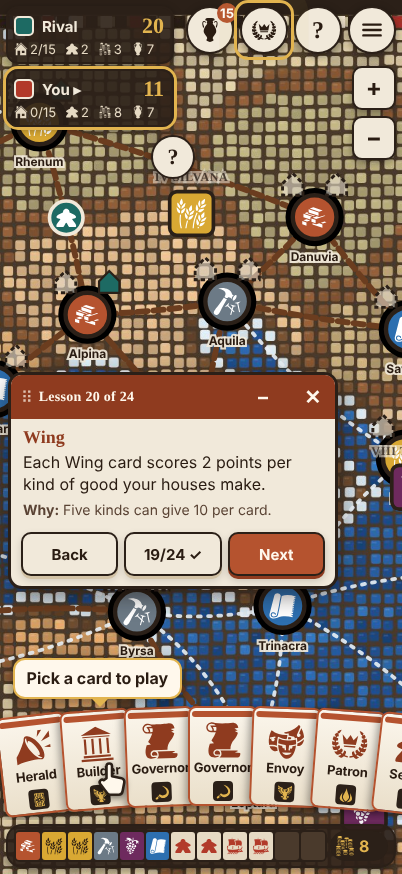 Rival 20
2/15 2 3 7
You ▸ 11
0/15 2 8 7
15
?
+
−
Rhenum
?
SILVANA
Danuvia
Alpina
Aquila
Lesson 20 of 24
Wing
Each Wing card scores 2 points per
kind of good your houses make.
Why: Five kinds can give 10 per card.
Back
19/24 ✓
Next
Byrsa
Trinacra
Pick a card to play
Herald
Builder
Governor
Governor
Envoy
Patron
8